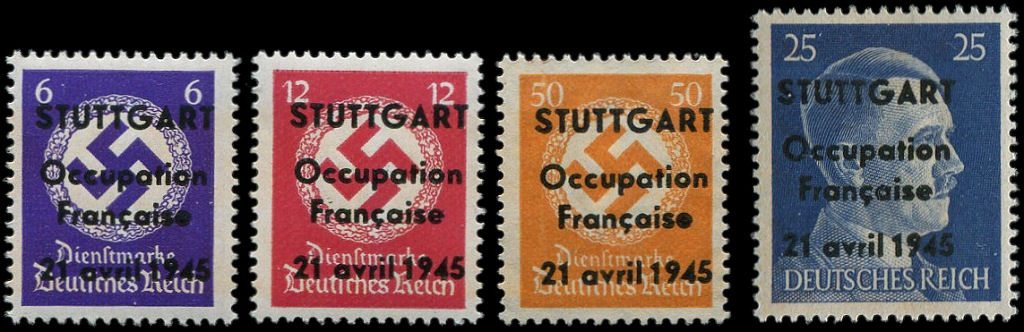 6 6
STUTTGART
Occupation
Française
21 avril 1945
Dienstmarke
Deutsches Reich
12 12
STUTTGART
Occupation
Française
21 avril 1945
Dienstmarke
Deutsches Reich
50 50
STUTTGART
Occupation
Française
21 avril 1945
Dienstmarke
Deutsches Reich
25 25
STUTTGART
Occupation
Française
21 avril 1945
DEUTSCHES REICH